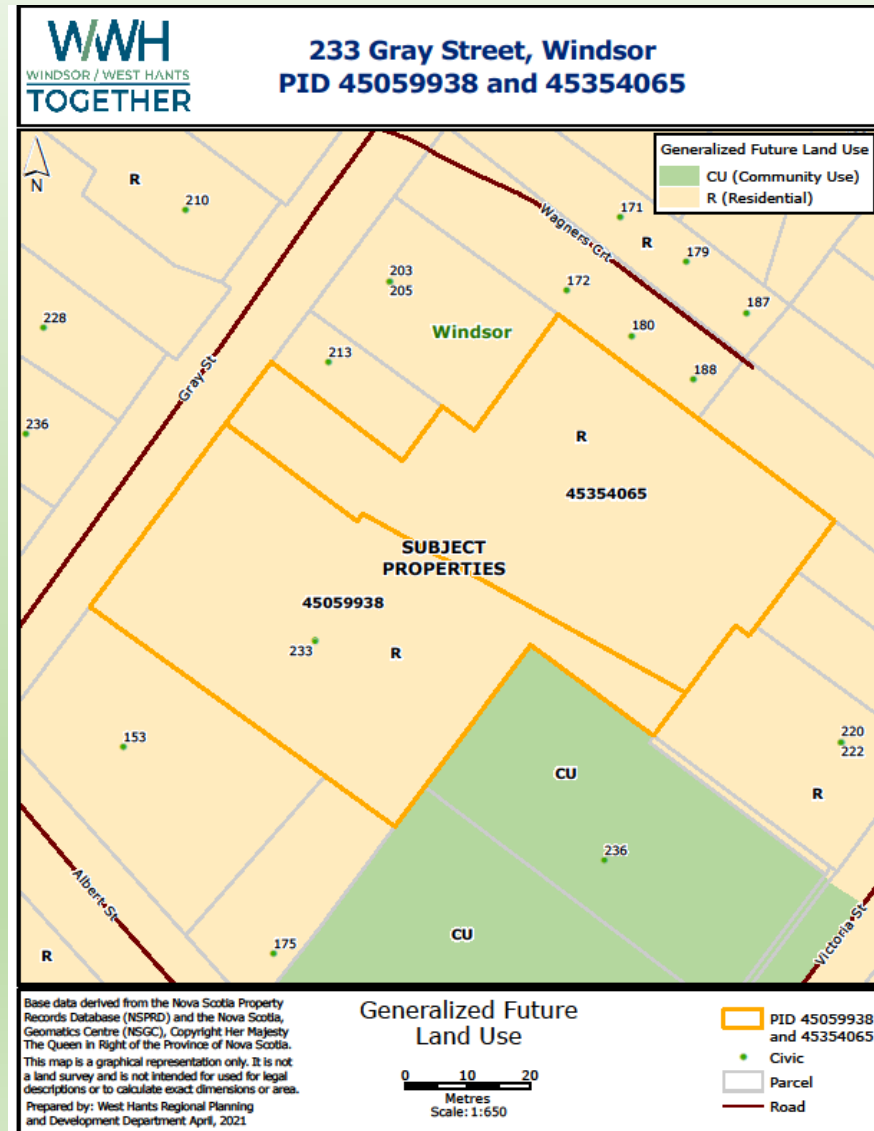 WWH
WINDSOR / WEST HANTS
TOGETHER
233 Gray Street, Windsor
PID 45059938 and 45354065
N
Generalized Future Land Use
CU (Community Use)
R (Residential)
R
210
171
Wagners Crt
R
179
203
205
172
187
228
Windsor
180
213
188
Gray St
236
R
45354065
SUBJECT
PROPERTIES
45059938
233
R
153
220
222
CU
R
236
Albert St
Victoria St
CU
175
R
Base data derived from the Nova Scotia Property
Records Database (NSPRD) and the Nova Scotia,
Geomatics Centre (NSGC), Copyright Her Majesty
The Queen in Right of the Province of Nova Scotia.
This map is a graphical representation only. It is not
a land survey and is not intended for used for legal
descriptions or to calculate exact dimensions or area.
Prepared by: West Hants Regional Planning
and Development Department April, 2021
Generalized Future
Land Use
0 10 20
Metres
Scale: 1:650
PID 45059938
and 45354065
Civic
Parcel
Road